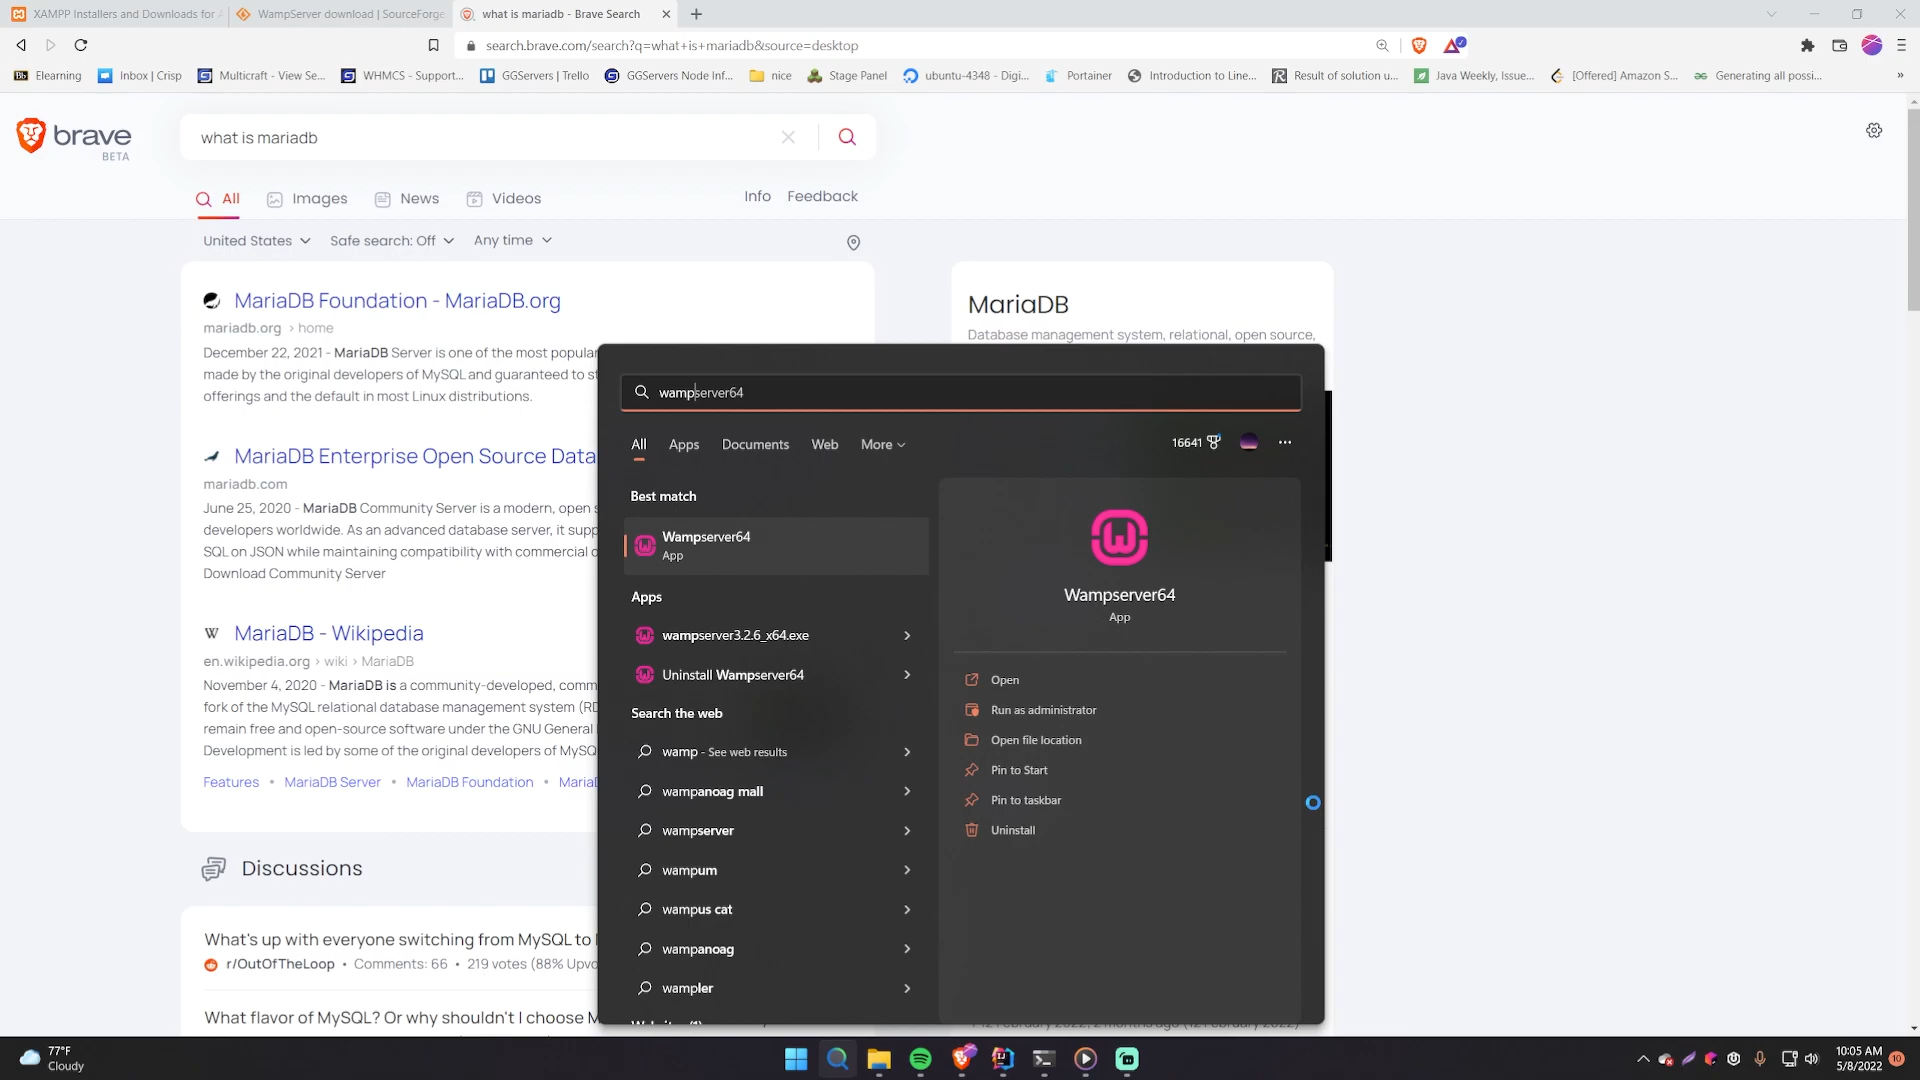 XAMPP Installers and Downloads for
WampServer download | SourceForge.
what is mariadb - Brave Search
search.brave.com/search?q=what+is+mariadb&source=desktop
Elearning
Inbox | Crisp
Multicraft - View Se...
WHMCS - Support...
GGServers | Trello
GGServers Node Inf...
nice
Stage Panel
ubuntu-4348 - Digi...
Portainer
Introduction to Line...
Result of solution u...
Java Weekly, Issue...
[Offered] Amazon S...
Generating all possi...
»
brave
BETA
what is mariadb
All
Images
News
Videos
Info
Feedback
United States
Safe search: Off
Any time
MariaDB Foundation - MariaDB.org
mariadb.org › home
December 22, 2021 - MariaDB Server is one of the most popula
made by the original developers of MySQL and guaranteed to st
offerings and the default in most Linux distributions.
MariaDB Enterprise Open Source Data
mariadb.com
June 25, 2020 - MariaDB Community Server is a modern, open s
developers worldwide. As an advanced database server, it supp
SQL on JSON while maintaining compatibility with commercial d
Download Community Server
MariaDB - Wikipedia
en.wikipedia.org › wiki › MariaDB
November 4, 2020 - MariaDB is a community-developed, comm
fork of the MySQL relational database management system (RD
remain free and open-source software under the GNU General
Development is led by some of the original developers of MySQ
Features • MariaDB Server • MariaDB Foundation • Maria
Discussions
What's up with everyone switching from MySQL to
r/OutOfTheLoop • Comments: 66 • 219 votes (88% Upvo
What flavor of MySQL? Or why shouldn't I choose M
MariaDB
Database management system, relational, open source,
wampserver64
All
Apps
Documents
Web
More
16641
Best match
Wampserver64
App
Apps
wampserver3.2.6_x64.exe
Uninstall Wampserver64
Search the web
wamp - See web results
wampanoag mall
wampserver
wampum
wampus cat
wampanoag
wampler
Wampserver64
App
Open
Run as administrator
Open file location
Pin to Start
Pin to taskbar
Uninstall
77°F
Cloudy
10:05 AM
5/8/2022
10